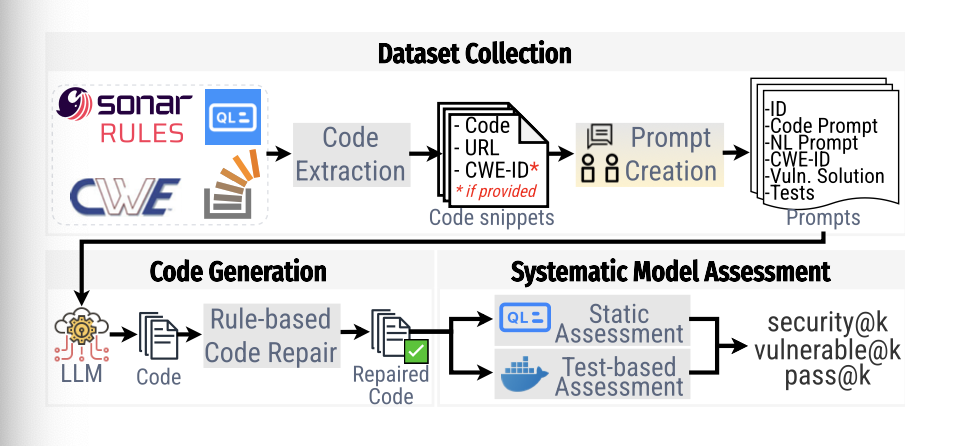 Dataset Collection
sonar
RULES
QL
CWE
Code
Extraction
- Code
- URL
- CWE-ID*
* if provided
Code snippets
Prompt
Creation
-ID
-Code Prompt
-NL Prompt
-CWE-ID
-Vuln. Solution
-Tests
Prompts
Code Generation
LLM
Code
Rule-based
Code Repair
Repaired
Code
Systematic Model Assessment
QL
Static
Assessment
Test-based
Assessment
security@k
vulnerable@k
pass@k